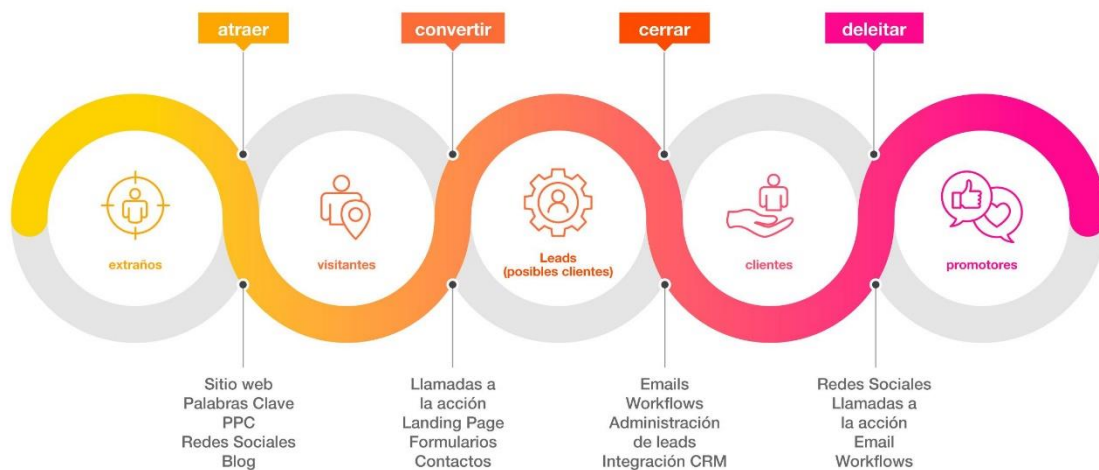 atraer
convertir
cerrar
deleitar
extraños
visitantes
Leads
(posibles clientes)
clientes
promotores
Sitio web
Palabras Clave
PPC
Redes Sociales
Blog
Llamadas a
la acción
Landing Page
Formularios
Contactos
Emails
Workflows
Administración
de leads
Integración CRM
Redes Sociales
Llamadas a
la acción
Email
Workflows